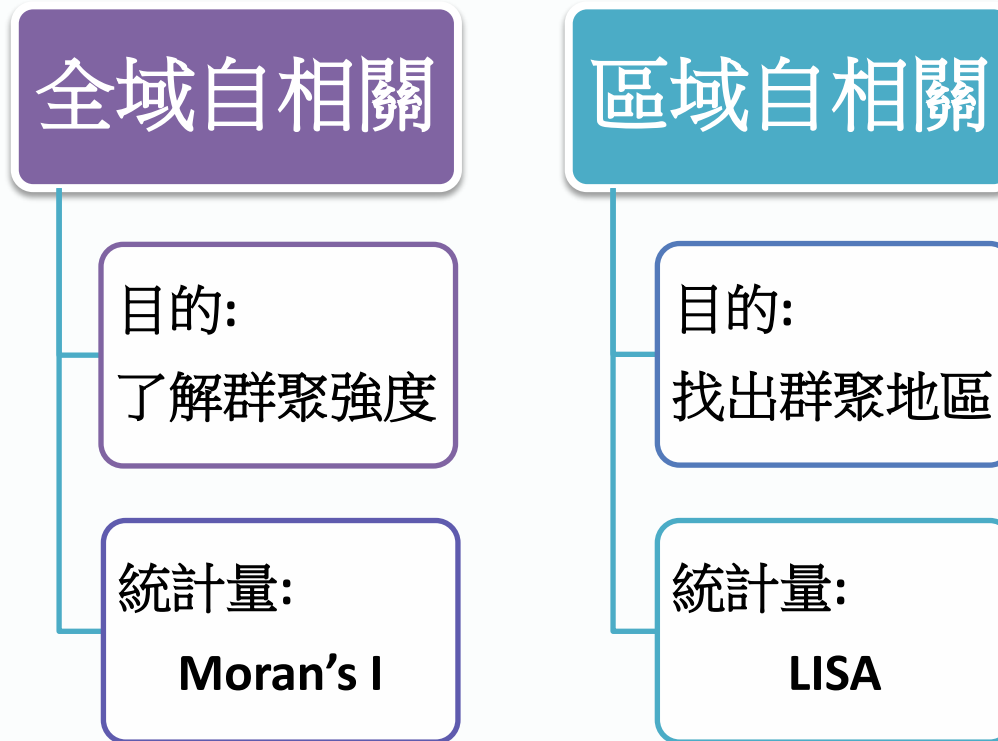 全域自相關
目的:
了解群聚強度
統計量:
Moran’s I
區域自相關
目的:
找出群聚地區
統計量:
LISA